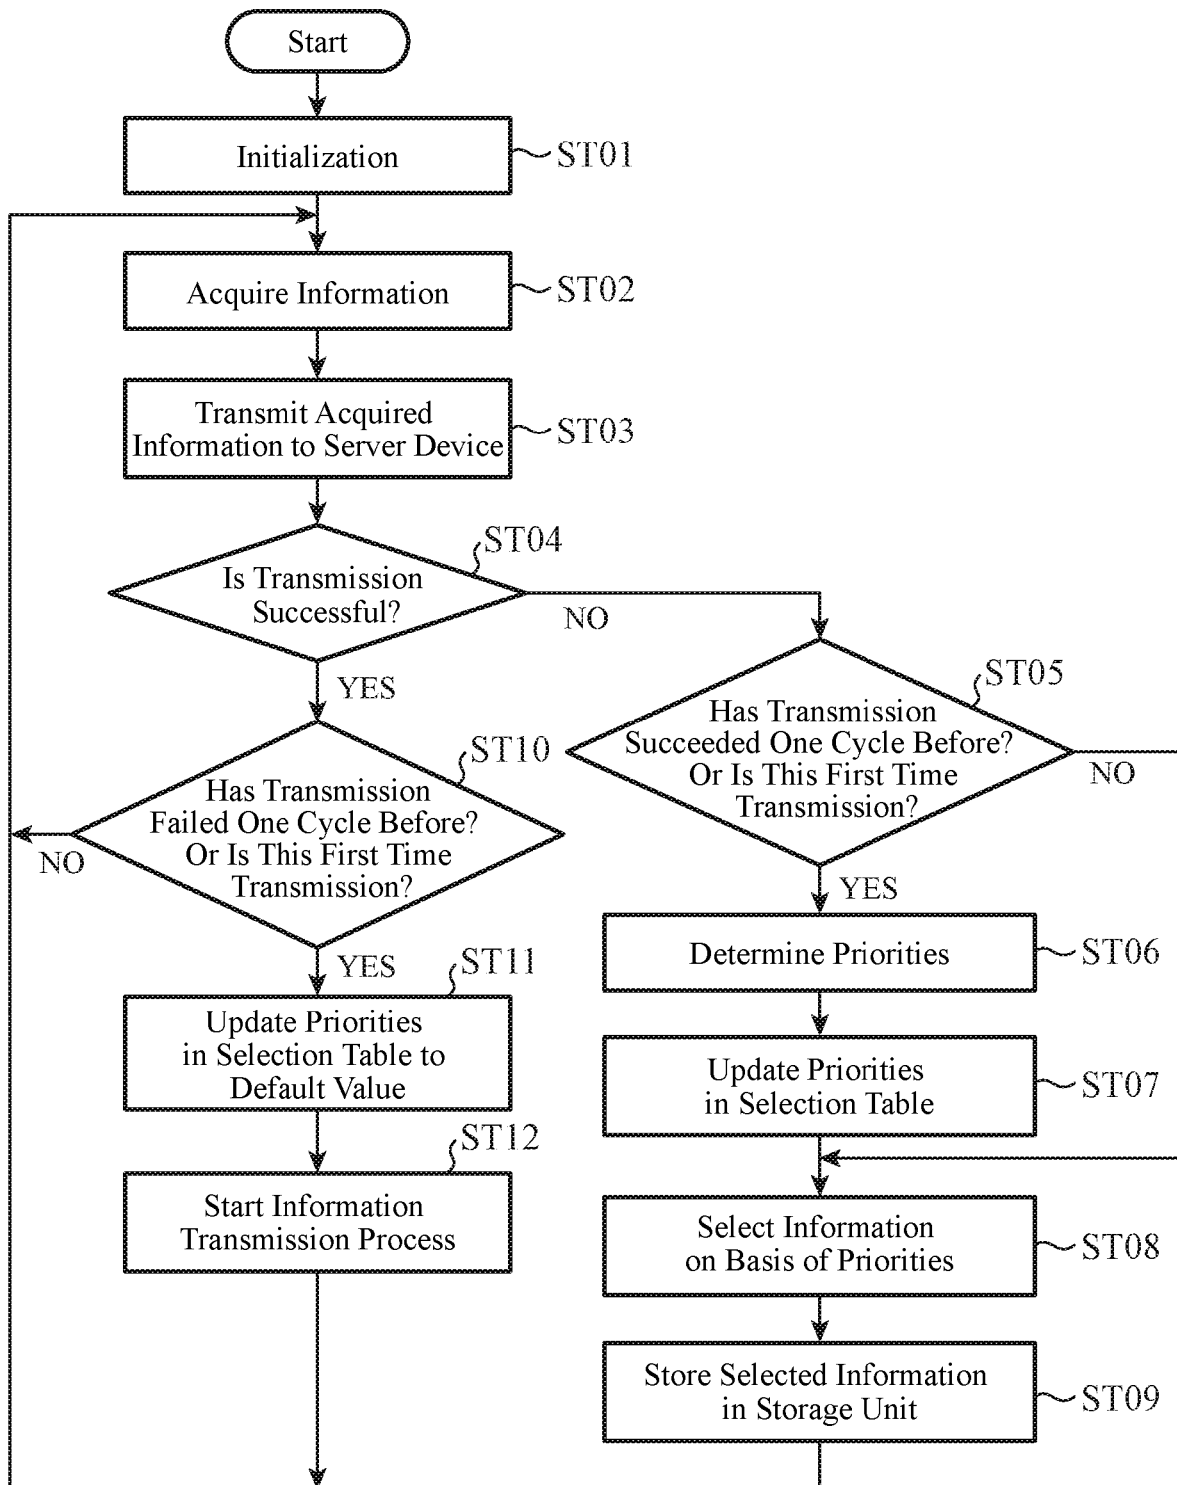 Start
Initialization
ST01
Acquire Information
ST02
Transmit Acquired
Information to Server Device
ST03
ST04
Is Transmission
Successful?
NO
YES
ST05
Has Transmission
Succeeded One Cycle Before?
Or Is This First Time
Transmission?
NO
YES
ST10
Has Transmission
Failed One Cycle Before?
Or Is This First Time
Transmission?
NO
YES
ST06
Determine Priorities
ST11
Update Priorities
in Selection Table to
Default Value
Update Priorities
in Selection Table
ST07
ST12
Start Information
Transmission Process
Select Information
on Basis of Priorities
ST08
Store Selected Information
in Storage Unit
ST09